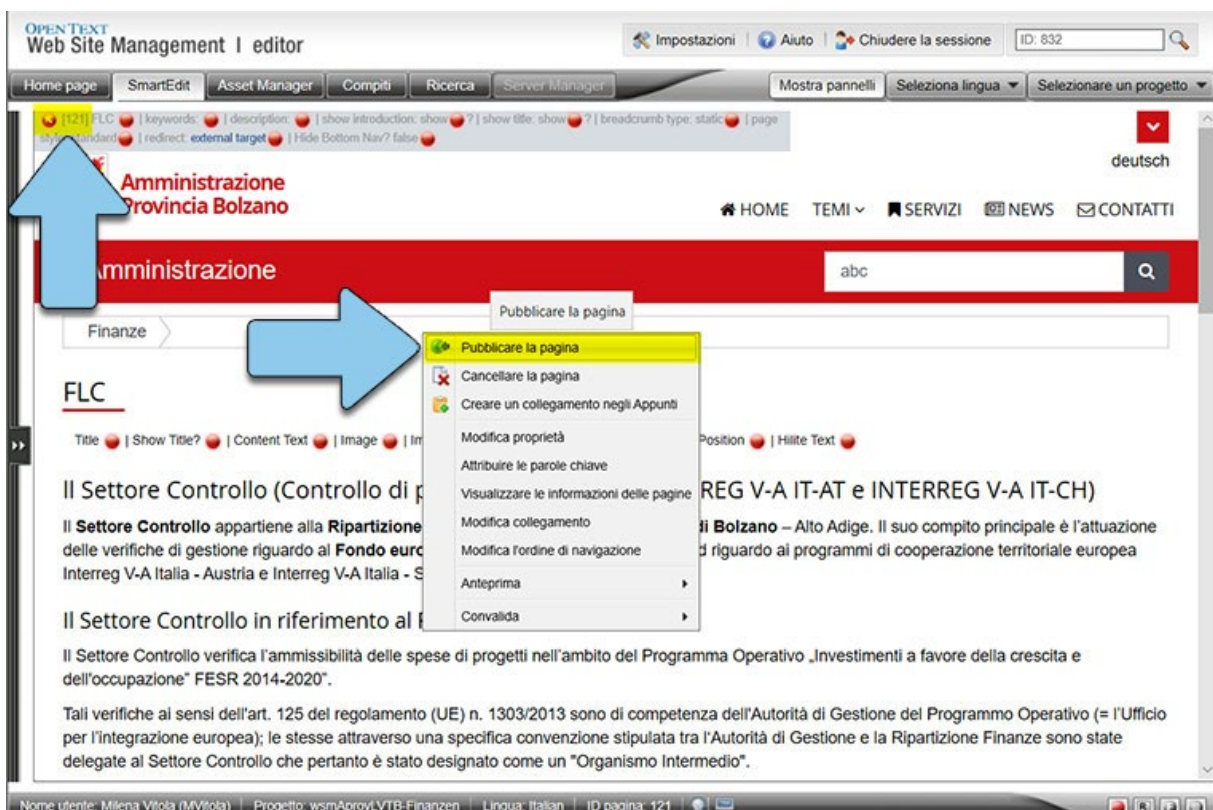 OPEN TEXT
Web Site Management | editor
Impostazioni | Aiuto | Chiudere la sessione ID: 832
Home page SmartEdit Asset Manager Compiti Ricerca Server Manager Mostra pannelli Seleziona lingua Selezionare un progetto
[121] FLC | keywords: | description: | show introduction: show ? | show title: show ? | breadcrumb type: static | page
standard | redirect: external target | Hide Bottom Nav? false
deutsch
Amministrazione
Provincia Bolzano
HOME TEMI SERVIZI NEWS CONTATTI
Amministrazione abc
Pubblicare la pagina
Finanze
Pubblicare la pagina
Cancellare la pagina
Creare un collegamento negli Appunti
Modifica proprietà
Attribuire le parole chiave
Visualizzare le informazioni delle pagine
Modifica collegamento
Modifica l'ordine di navigazione
Anteprima
Convalida
FLC
Title | Show Title? | Content Text | Image | Position | Hilite Text
Il Settore Controllo (Controllo di REG V-A IT-AT e INTERREG V-A IT-CH)
Il Settore Controllo appartiene alla Ripartizione di Bolzano – Alto Adige. Il suo compito principale è l'attuazione
delle verifiche di gestione riguardo al Fondo riguardo ai programmi di cooperazione territoriale europea
Interreg V-A Italia - Austria e Interreg V-A Italia -
Il Settore Controllo in riferimento al
Il Settore Controllo verifica l'ammissibilità delle spese di progetti nell'ambito del Programma Operativo „Investimenti a favore della crescita e
dell'occupazione" FESR 2014-2020".
Tali verifiche ai sensi dell'art. 125 del regolamento (UE) n. 1303/2013 sono di competenza dell'Autorità di Gestione del Programmo Operativo (= l'Ufficio
per l'integrazione europea); le stesse attraverso una specifica convenzione stipulata tra l'Autorità di Gestione e la Ripartizione Finanze sono state
delegate al Settore Controllo che pertanto è stato designato come un "Organismo Intermedio".
Nome utente: Milena Vitola (MVitola) Progetto: wsmAprovLVTB-Finanzen Lingua: Italian ID pagina: 121